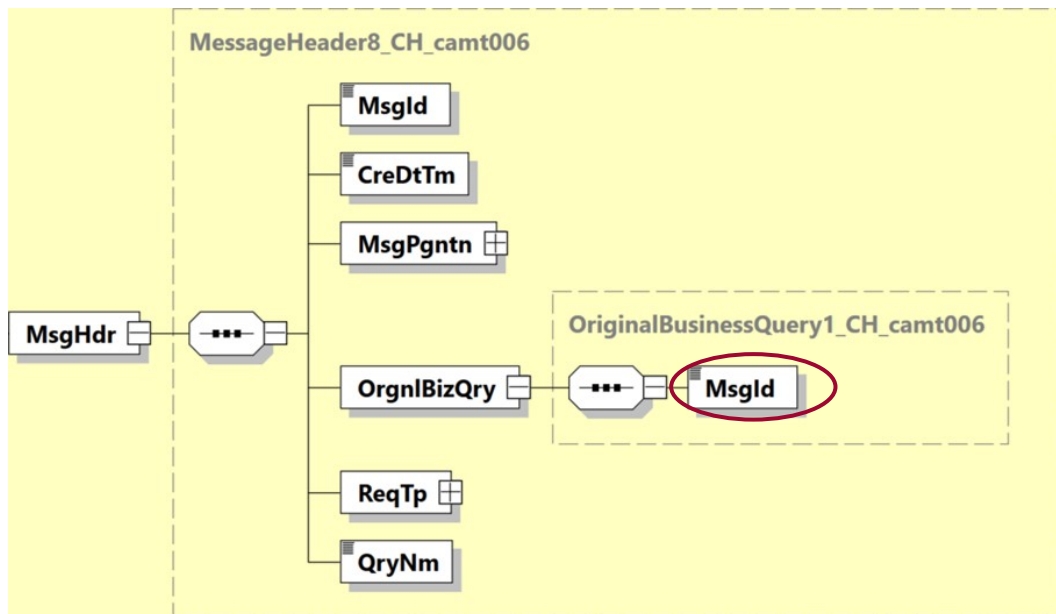 MessageHeader8_CH_camt006
MsgId
CreDtTm
MsgPgntn
MsgHdr
OriginalBusinessQuery1_CH_camt006
OrgnlBizQry
MsgId
ReqTp
QryNm